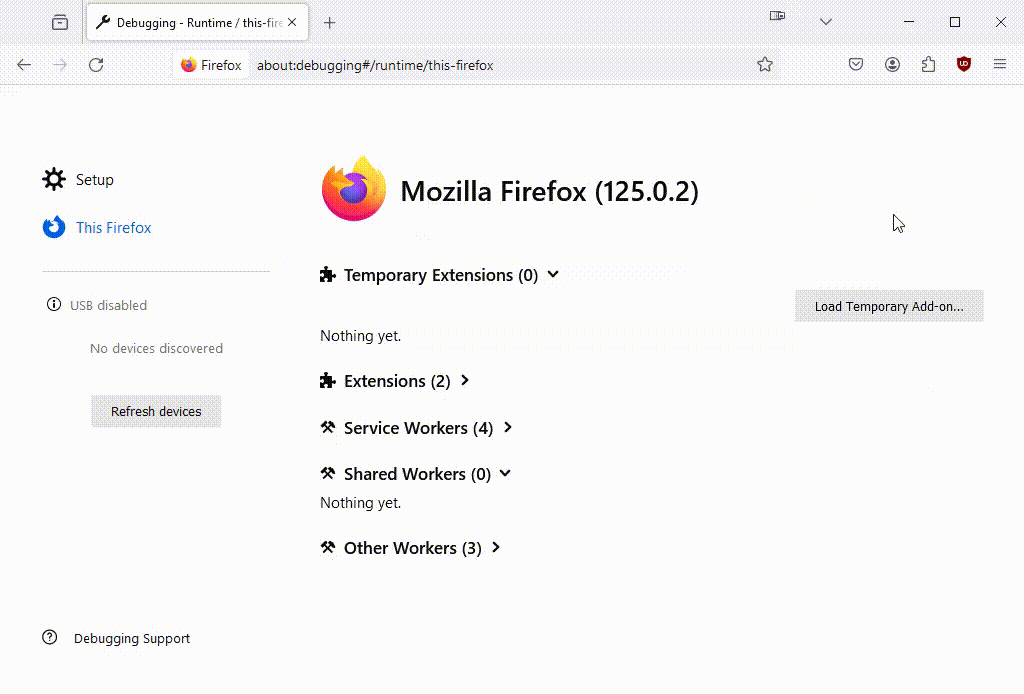 Debugging - Runtime / this-fire
Firefox
about:debugging#/runtime/this-firefox
Setup
This Firefox
USB disabled
No devices discovered
Refresh devices
Mozilla Firefox (125.0.2)
Temporary Extensions (0)
Load Temporary Add-on...
Nothing yet.
Extensions (2)
Service Workers (4)
Shared Workers (0)
Nothing yet.
Other Workers (3)
Debugging Support